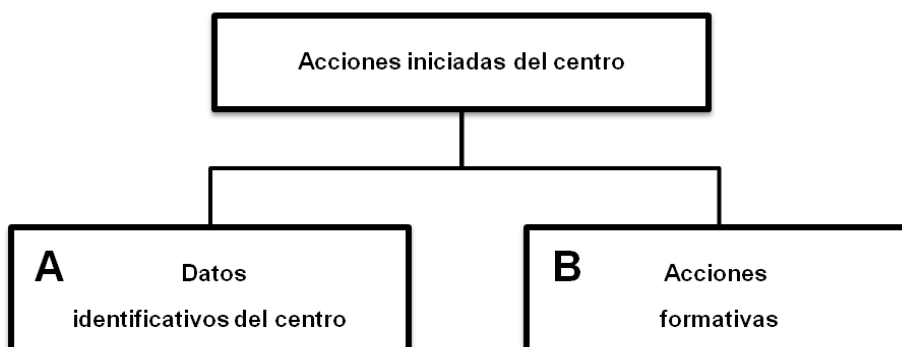 Acciones iniciadas del centro
A Datos
identificativos del centro
B Acciones
formativas